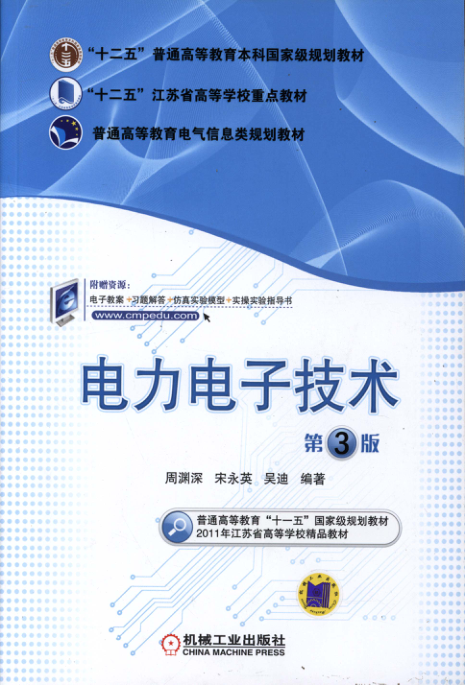 “十二五”普通高等教育本科国家级规划教材
“十二五”江苏省高等学校重点教材
普通高等教育电气信息类规划教材
附赠资源：
电子教案+习题解答+仿真实验模型+实操实验指导书
www.cmpedu.com
电力电子技术
第3版
周渊深 宋永英 吴迪 编著
普通高等教育“十一五”国家级规划教材
2011年江苏省高等学校精品教材
机械工业出版社
CHINA MACHINE PRESS